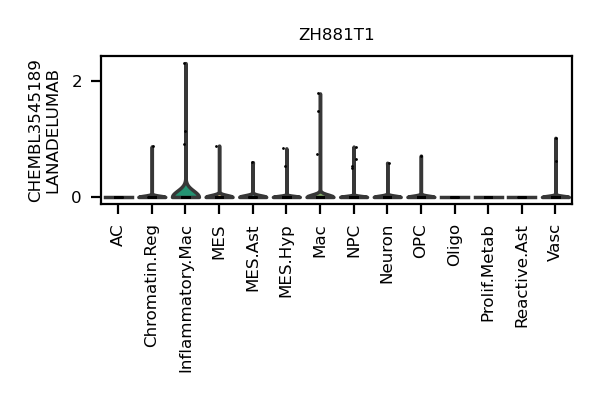 ZH881T1
CHEMBL3545189
LANADELUMAB
2
0
AC
Chromatin.Reg
Inflammatory.Mac
MES
MES.Ast
MES.Hyp
Mac
NPC
Neuron
OPC
Oligo
Prolif.Metab
Reactive.Ast
Vasc